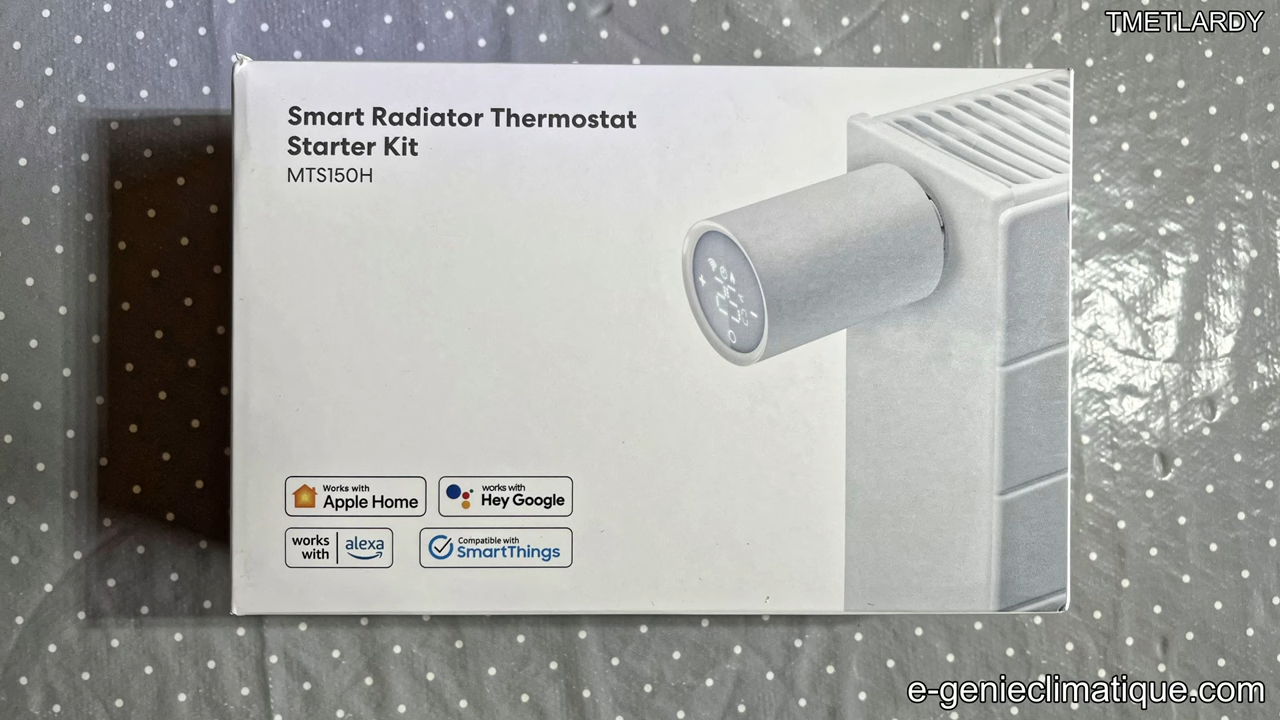 TMETLARDY
Smart Radiator Thermostat
Starter Kit
MTS150H
Works with
Apple Home
works with
Hey Google
works
with
alexa
Compatible with
SmartThings
e-genieclimatique.com